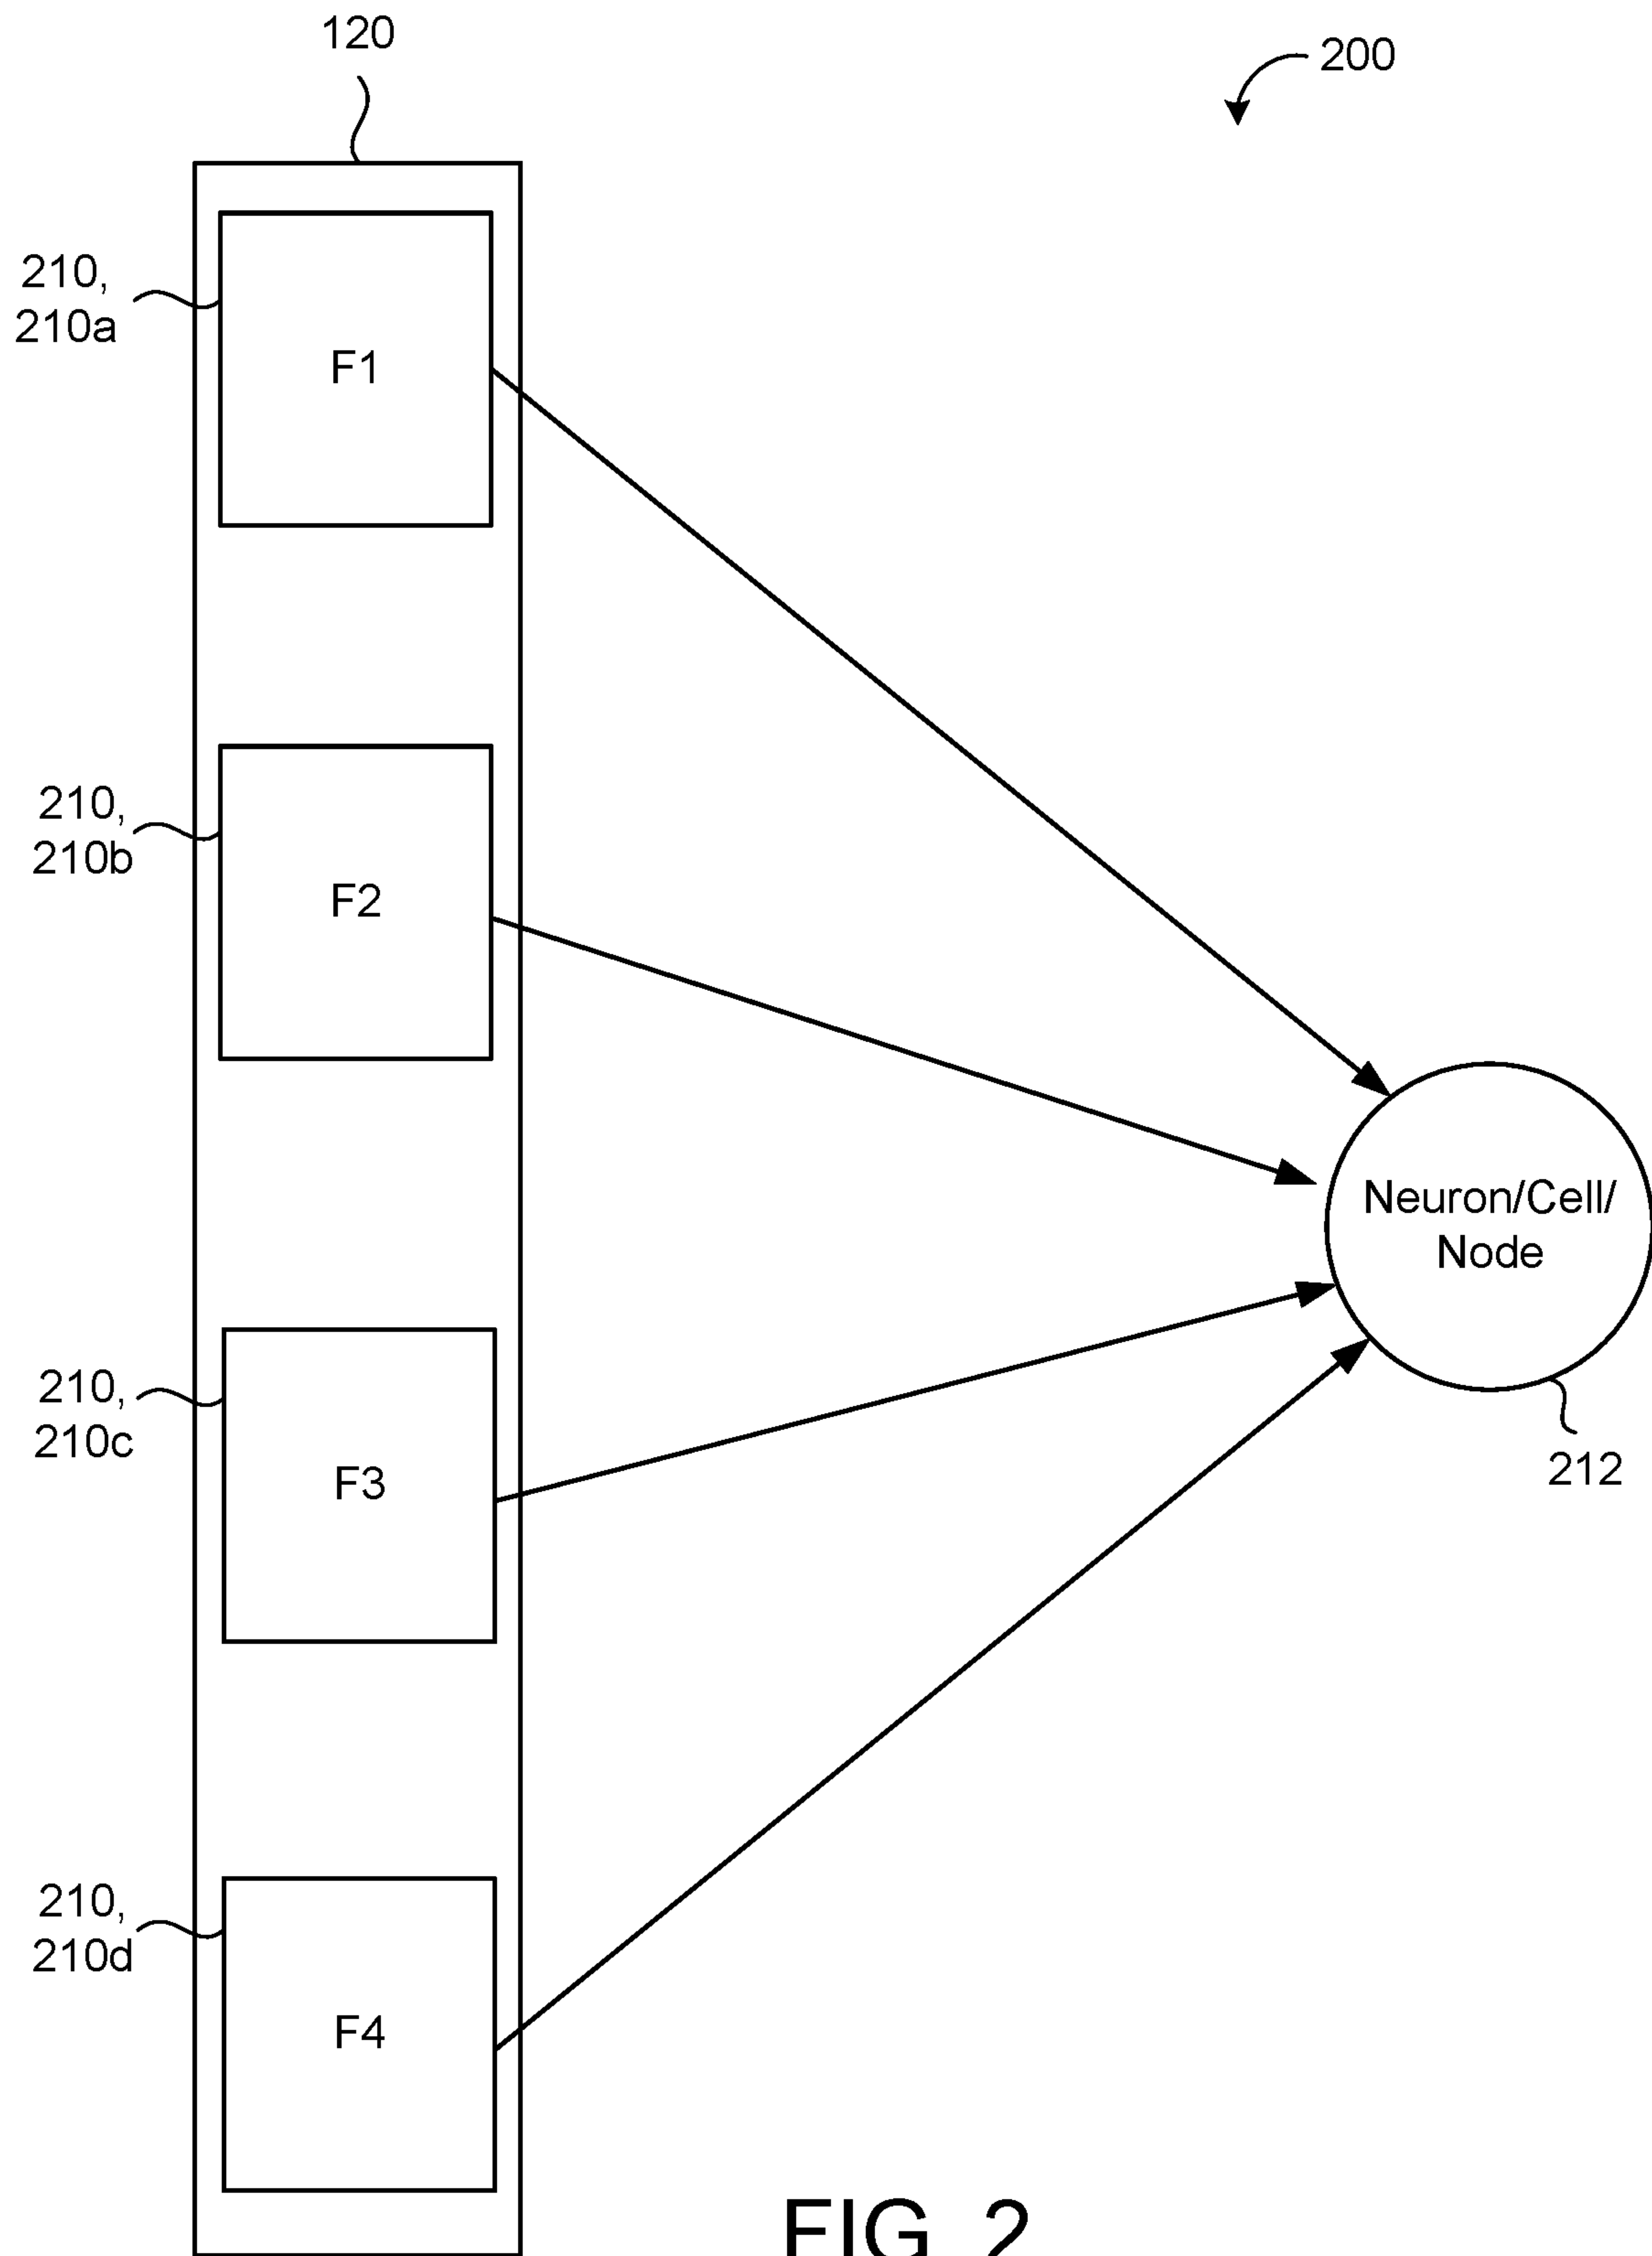 120
200
210,
210a
F1
210,
210b
F2
Neuron/Cell/
Node
210,
210c
F3
212
210,
210d
F4
FIG. 2